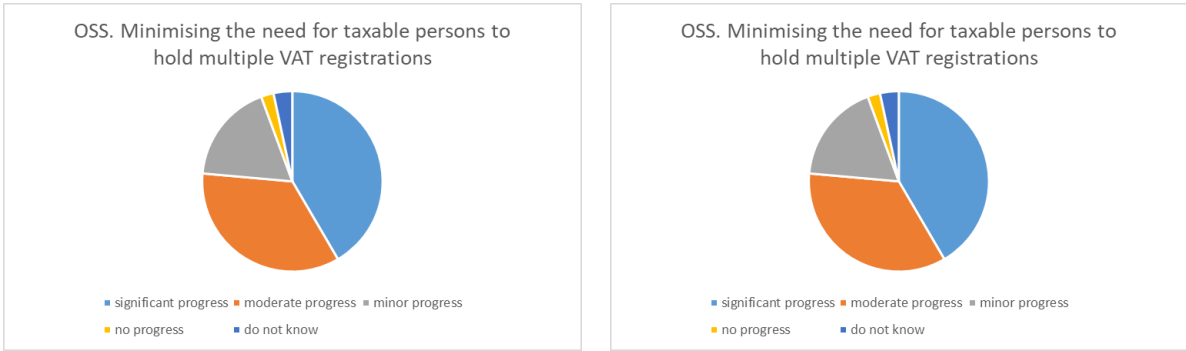 OSS. Minimising the need for taxable persons to
hold multiple VAT registrations
significant progress moderate progress minor progress
no progress do not know
OSS. Minimising the need for taxable persons to
hold multiple VAT registrations
significant progress moderate progress minor progress
no progress do not know